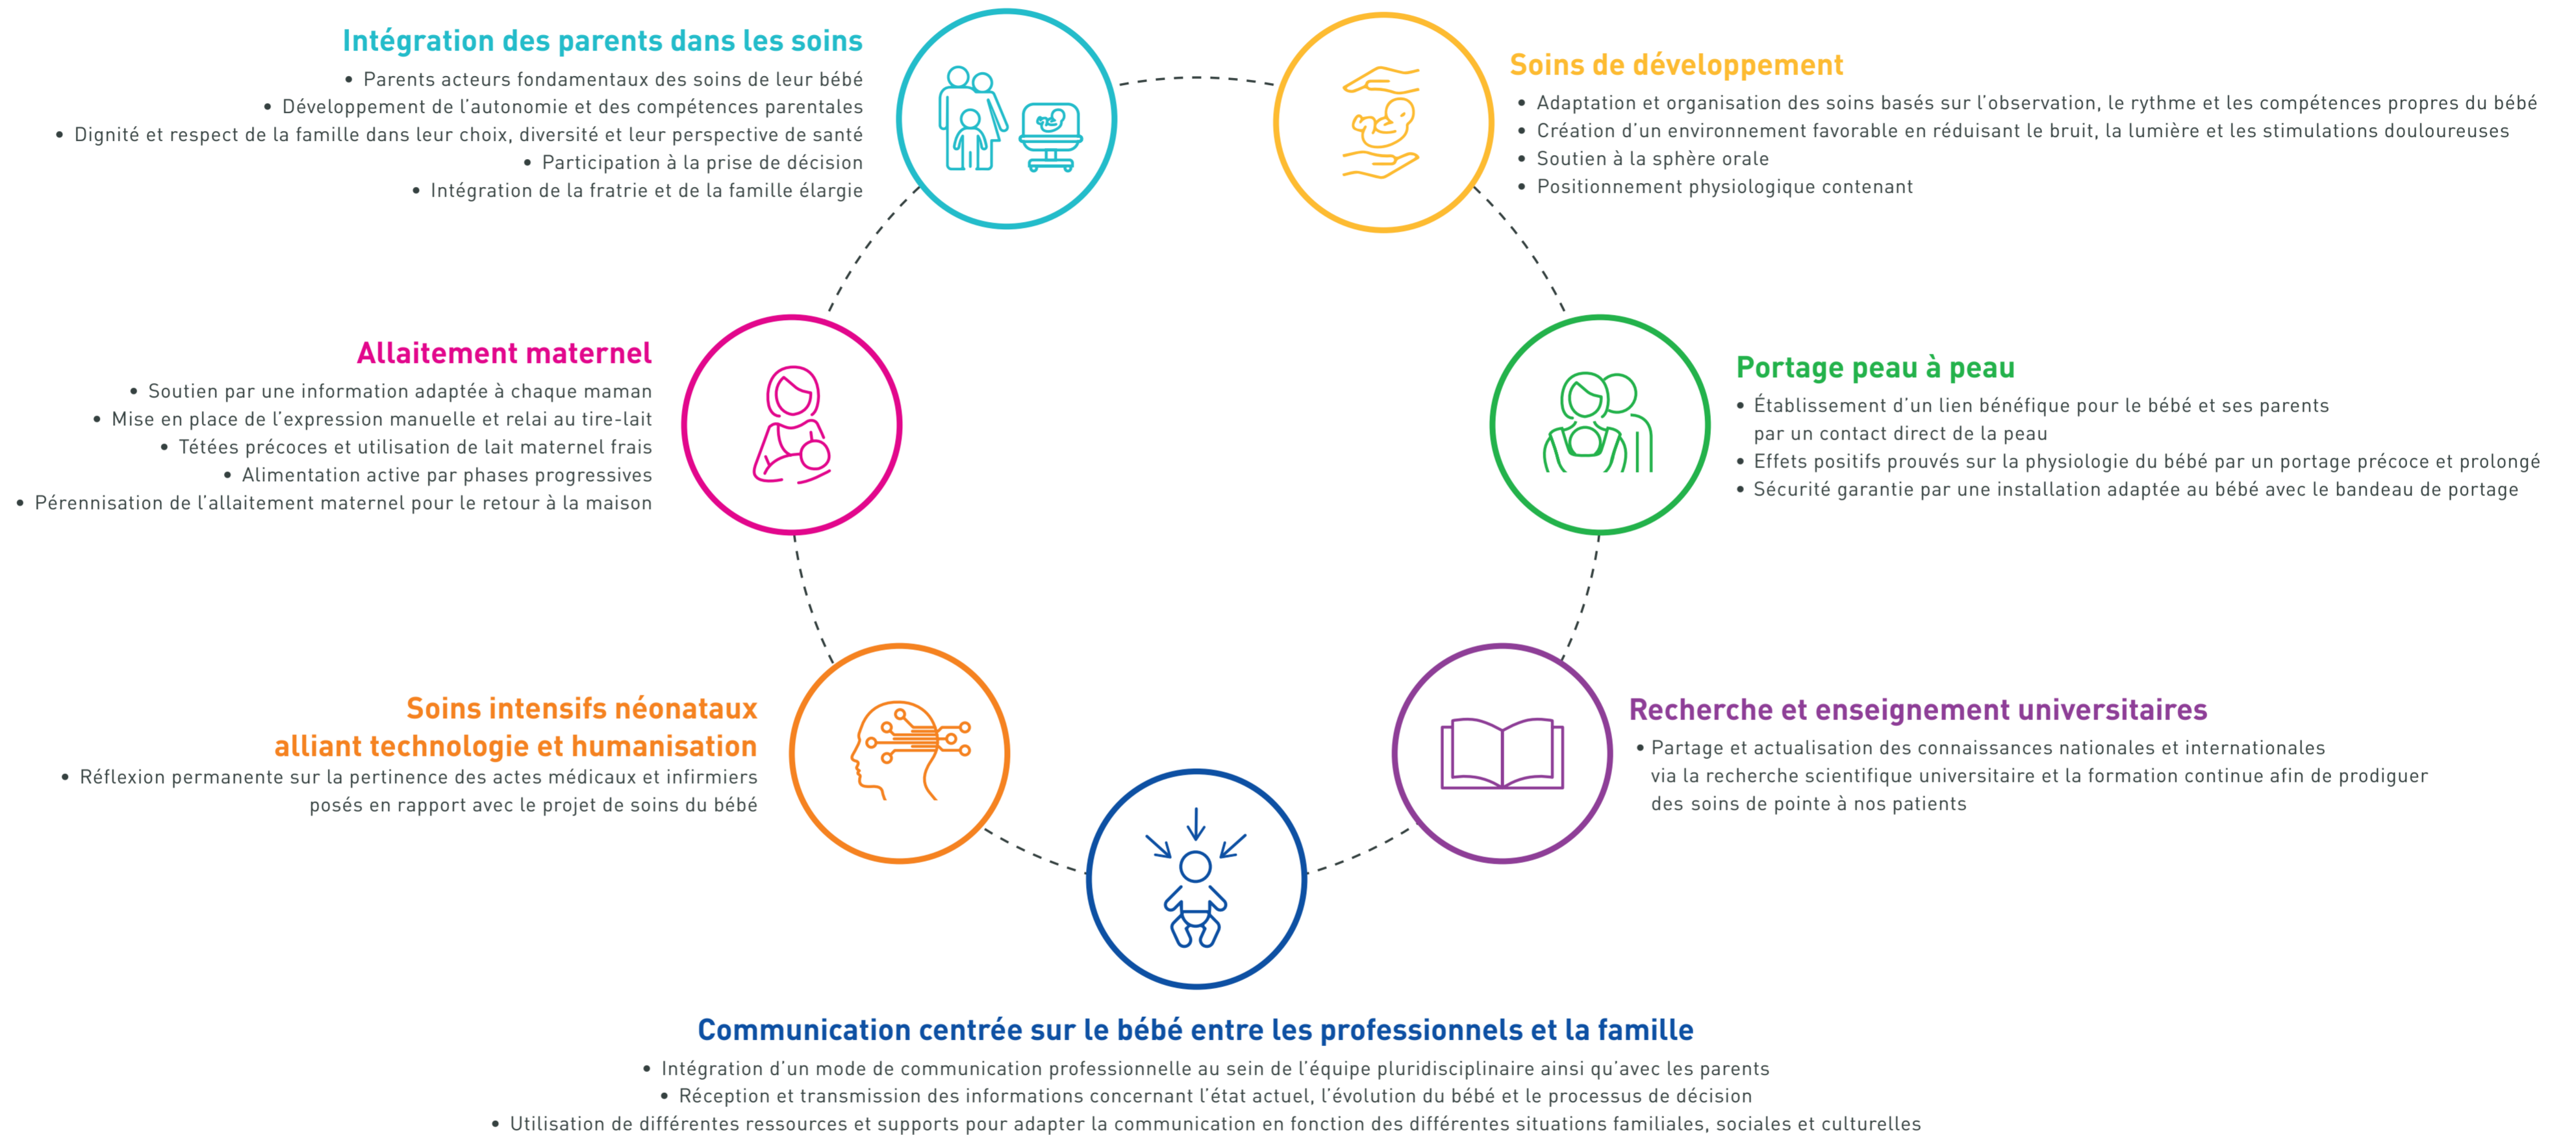 Intégration des parents dans les soins
• Parents acteurs fondamentaux des soins de leur bébé
• Développement de l'autonomie et des compétences parentales
• Dignité et respect de la famille dans leur choix, diversité et leur perspective de santé
• Participation à la prise de décision
• Intégration de la fratrie et de la famille élargie
Soins de développement
• Adaptation et organisation des soins basés sur l'observation, le rythme et les compétences propres du bébé
• Création d'un environnement favorable en réduisant le bruit, la lumière et les stimulations douloureuses
• Soutien à la sphère orale
• Positionnement physiologique contenant
Allaitement maternel
• Soutien par une information adaptée à chaque maman
• Mise en place de l'expression manuelle et relai au tire-lait
• Tétées précoces et utilisation de lait maternel frais
• Alimentation active par phases progressives
• Pérennisation de l'allaitement maternel pour le retour à la maison
Portage peau à peau
• Établissement d'un lien bénéfique pour le bébé et ses parents
par un contact direct de la peau
• Effets positifs prouvés sur la physiologie du bébé par un portage précoce et prolongé
• Sécurité garantie par une installation adaptée au bébé avec le bandeau de portage
Soins intensifs néonataux
alliant technologie et humanisation
• Réflexion permanente sur la pertinence des actes médicaux et infirmiers
posés en rapport avec le projet de soins du bébé
Recherche et enseignement universitaires
• Partage et actualisation des connaissances nationales et internationales
via la recherche scientifique universitaire et la formation continue afin de prodiguer
des soins de pointe à nos patients
Communication centrée sur le bébé entre les professionnels et la famille
• Intégration d'un mode de communication professionnelle au sein de l'équipe pluridisciplinaire ainsi qu'avec les parents
• Réception et transmission des informations concernant l'état actuel, l'évolution du bébé et le processus de décision
• Utilisation de différentes ressources et supports pour adapter la communication en fonction des différentes situations familiales, sociales et culturelles